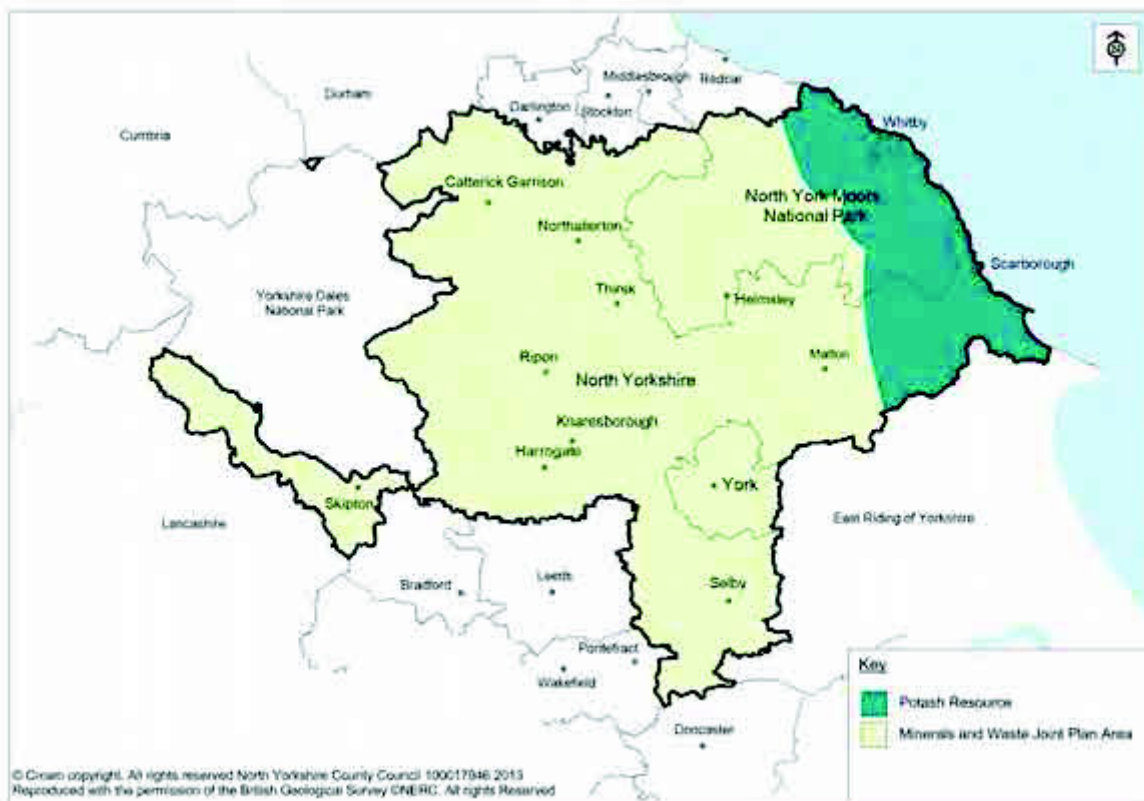 Durham
Middlesbrough
Redcar
Darlington
Stockton
Cumbria
Whitby
Catterick Garrison
North York Moors
National Park
Northallerton
Scarborough
Yorkshire Dales
National Park
Thirsk
Helmsley
Ripon
North Yorkshire
Malton
Knaresborough
Harrogate
York
Skipton
Lancashire
East Riding of Yorkshire
Bradford
Leeds
Selby
Pontefract
Wakefield
Doncaster
Key
Potash Resource
Minerals and Waste Joint Plan Area
© Crown copyright. All rights reserved North Yorkshire County Council 100017946 2013
Reproduced with the permission of the British Geological Survey ©NERC. All rights Reserved